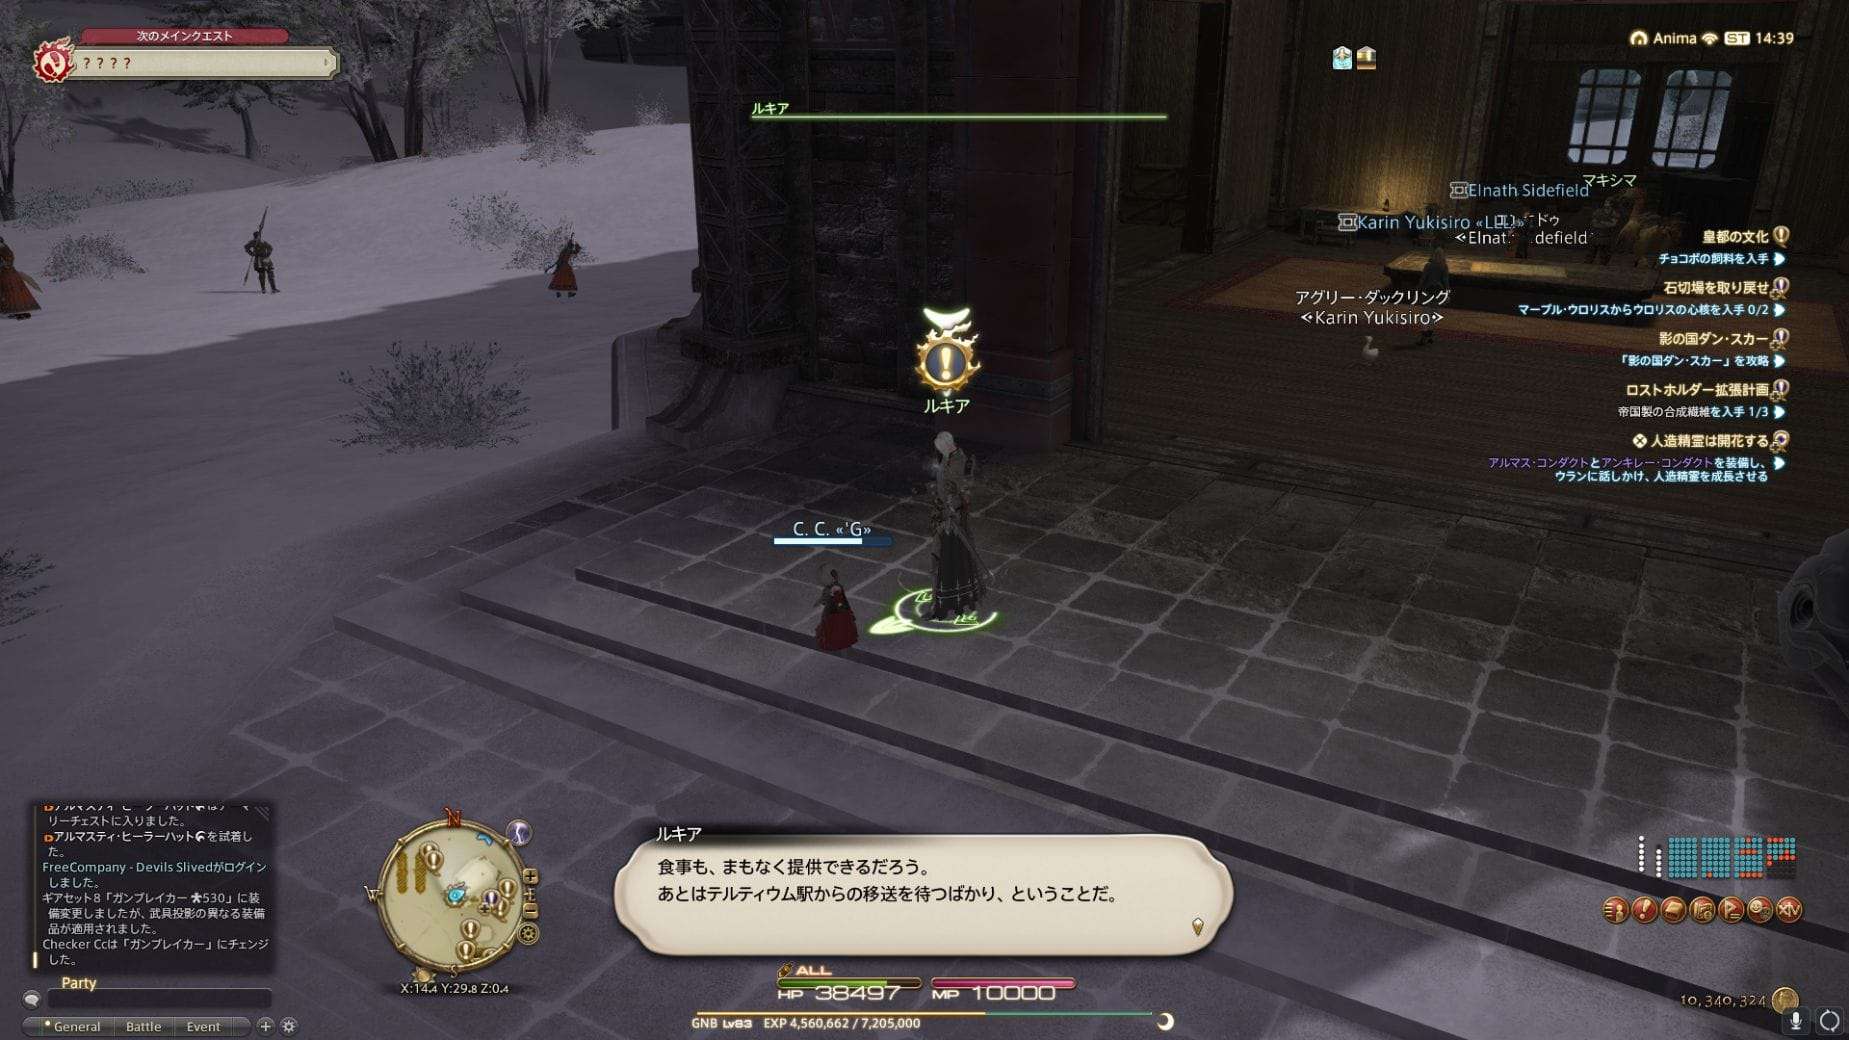 次のメインクエスト
????
Anima ST 14:39
ルキア
マキシマ
Elnath Sidefield
Karin Yukisiro
アグリー・ダックリング
<Karin Yukisiro>
ルキア
皇都の文化
チョコボの飼料を入手
石切場を取り戻せ
マーブル・ウロリスからウロリスの心核を入手 0/2
影の国ダン・スカー
「影の国ダン・スカー」を攻略
ロストホルダー拡張計画
帝国製の合成繊維を入手 1/3
人造精霊は開花する
アルマス・コンダクトとアンキレー・コンダクトを装備し、
ウランに話しかけ、人造精霊を成長させる
C. C. «'G»
リーチェストに入りました。
アルマスティ・ヒーラーハットを試着し
た。
FreeCompany - Devils Slivedがログイン
しました。
ギアセット8「ガンブレイカー ★530」に装
備変更しましたが、武具投影の異なる装備
品が適用されました。
Checker Ccは「ガンブレイカー」にチェンジ
した。
Party
General Battle Event
N
W
S
X:14.4 Y:29.8 Z:0.4
ルキア
食事も、まもなく提供できるだろう。
あとはテルティウム駅からの移送を待つばかり、ということだ。
ALL
HP 38497 MP 10000
GNB Lv83 EXP 4,560,662 / 7,205,000
XIV
10,340,324